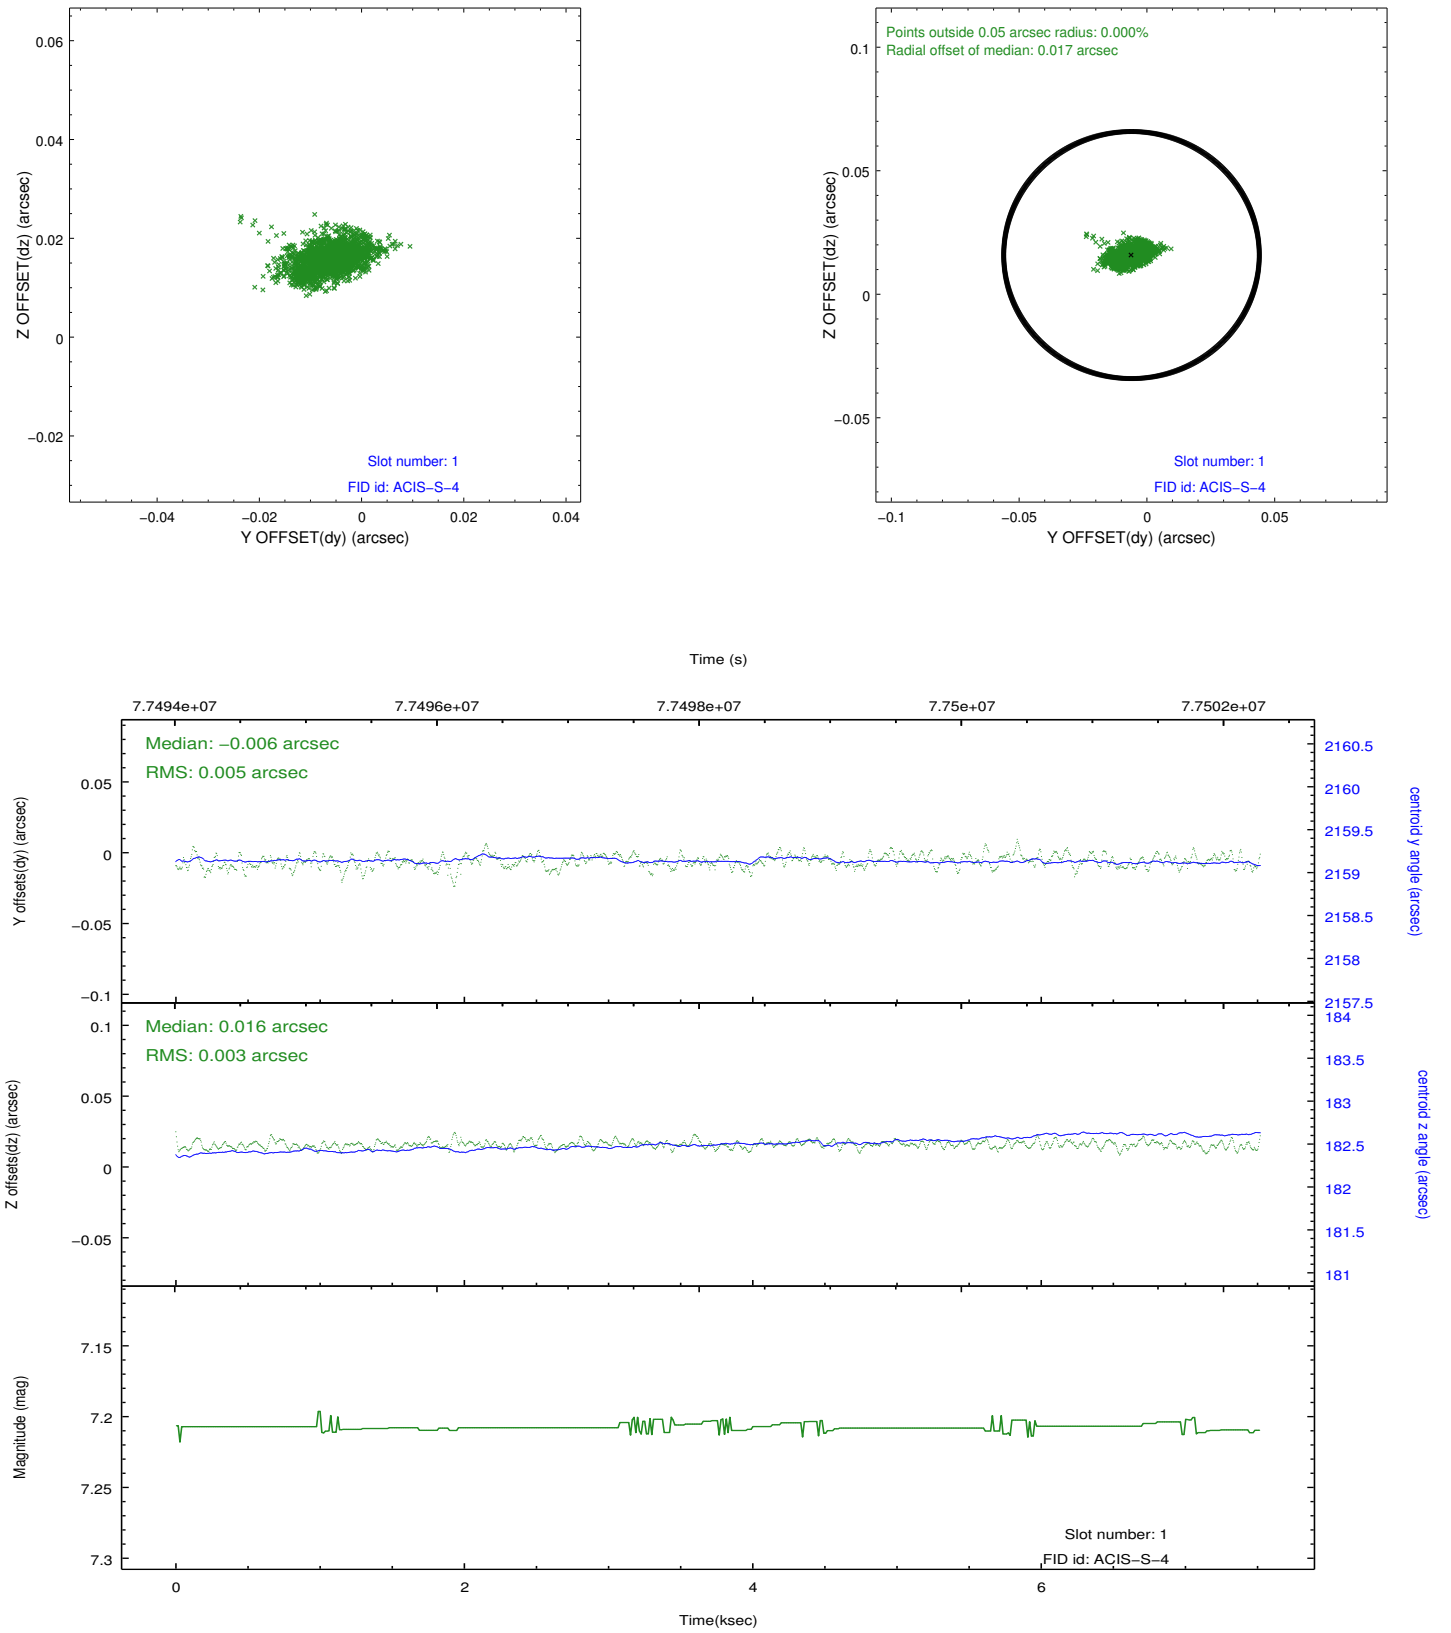 0.06
0.04
0.02
0
−0.02
Z OFFSET(dz) (arcsec)
Slot number: 1
FID id: ACIS−S−4
−0.04 −0.02 0 0.02 0.04
Y OFFSET(dy) (arcsec)
Points outside 0.05 arcsec radius: 0.000%
Radial offset of median: 0.017 arcsec
0.1
0.05
0
−0.05
Z OFFSET(dz) (arcsec)
Slot number: 1
FID id: ACIS−S−4
−0.1 −0.05 0 0.05
Y OFFSET(dy) (arcsec)
Time (s)
7.7494e+07 7.7496e+07 7.7498e+07 7.75e+07 7.7502e+07
Median: −0.006 arcsec
RMS: 0.005 arcsec
0.05
0
−0.05
−0.1
Y offsets(dy) (arcsec)
2160.5
2160
2159.5
2159
2158.5
2158
2157.5
centroid y angle (arcsec)
Median: 0.016 arcsec
RMS: 0.003 arcsec
0.1
0.05
0
−0.05
Z offsets(dz) (arcsec)
184
183.5
183
182.5
182
181.5
181
centroid z angle (arcsec)
7.15
7.2
7.25
7.3
Magnitude (mag)
Slot number: 1
FID id: ACIS−S−4
0 2 4 6
Time(ksec)